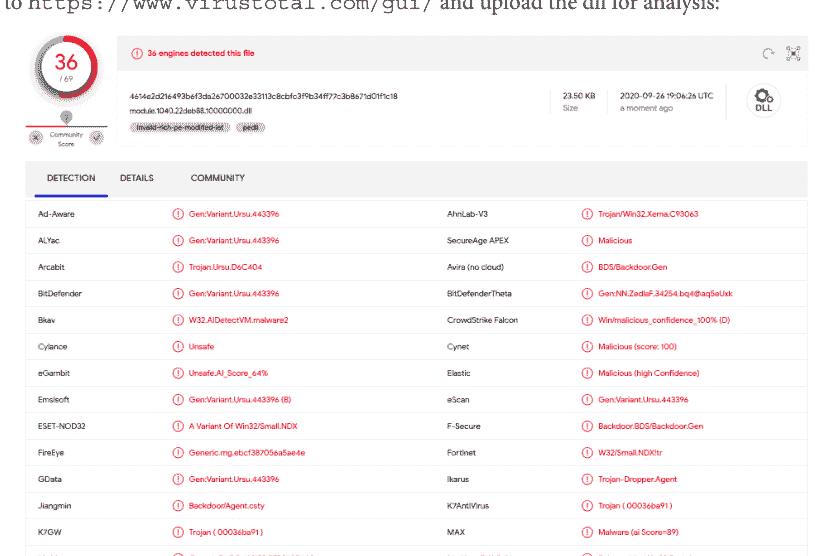 to https://www.virustotal.com/gui/ and upload the dll for analysis:
36
/ 69
36 engines detected this file
4614e2d216493b6f3da26700032e33113c8cbfc3f9b34ff77c3b8671d01f1c18
module.1040.22deb88.10000000.dll
invalid-rich-pe-modified-ist pedll
23.50 KB
Size
2020-09-26 19:06:26 UTC
a moment ago
DLL
?
Community
Score
DETECTION DETAILS COMMUNITY
Ad-Aware Gen:Variant.Ursu.443396 AhnLab-V3 Trojan/Win32.Xema.C93063
ALYac Gen:Variant.Ursu.443396 SecureAge APEX Malicious
Arcabit Trojan.Ursu.D6C404 Avira (no cloud) BDS/Backdoor.Gen
BitDefender Gen:Variant.Ursu.443396 BitDefenderTheta Gen:NN.ZedlaF.34254.bq4@aq5eUxk
Bkav W32.AIDetectVM.malware2 CrowdStrike Falcon Win/malicious_confidence_100% (D)
Cylance Unsafe Cynet Malicious (score: 100)
eGambit Unsafe.AI_Score_64% Elastic Malicious (high Confidence)
Emsisoft Gen:Variant.Ursu.443396 (B) eScan Gen:Variant.Ursu.443396
ESET-NOD32 A Variant Of Win32/Small.NDX F-Secure Backdoor.BDS/Backdoor.Gen
FireEye Generic.mg.ebcf387056a5ae4e Fortinet W32/Small.NDX!tr
GData Gen:Variant.Ursu.443396 Ikarus Trojan-Dropper.Agent
Jiangmin Backdoor/Agent.csty K7AntiVirus Trojan ( 00036ba91 )
K7GW Trojan ( 00036ba91 ) MAX Malware (ai Score=89)